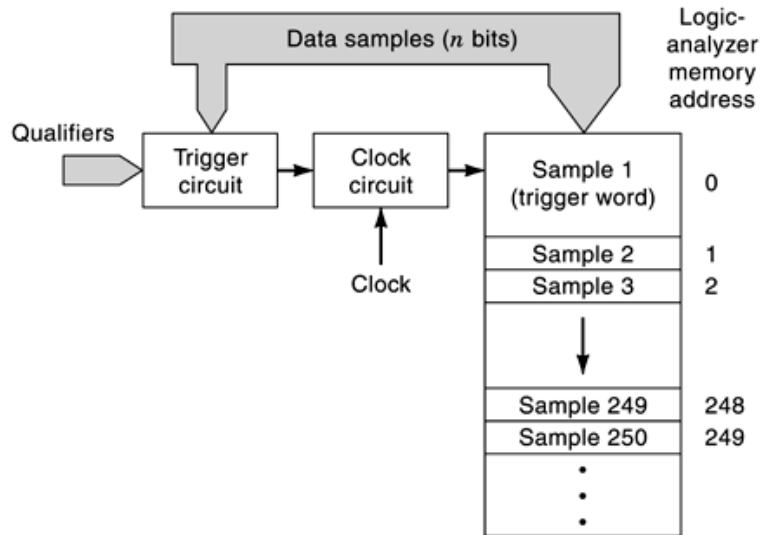 Data samples (n bits)
Logic-
analyzer
memory
address
Qualifiers
Trigger
circuit
Clock
circuit
Clock
Sample 1
(trigger word)
0
Sample 2
1
Sample 3
2
Sample 249
248
Sample 250
249